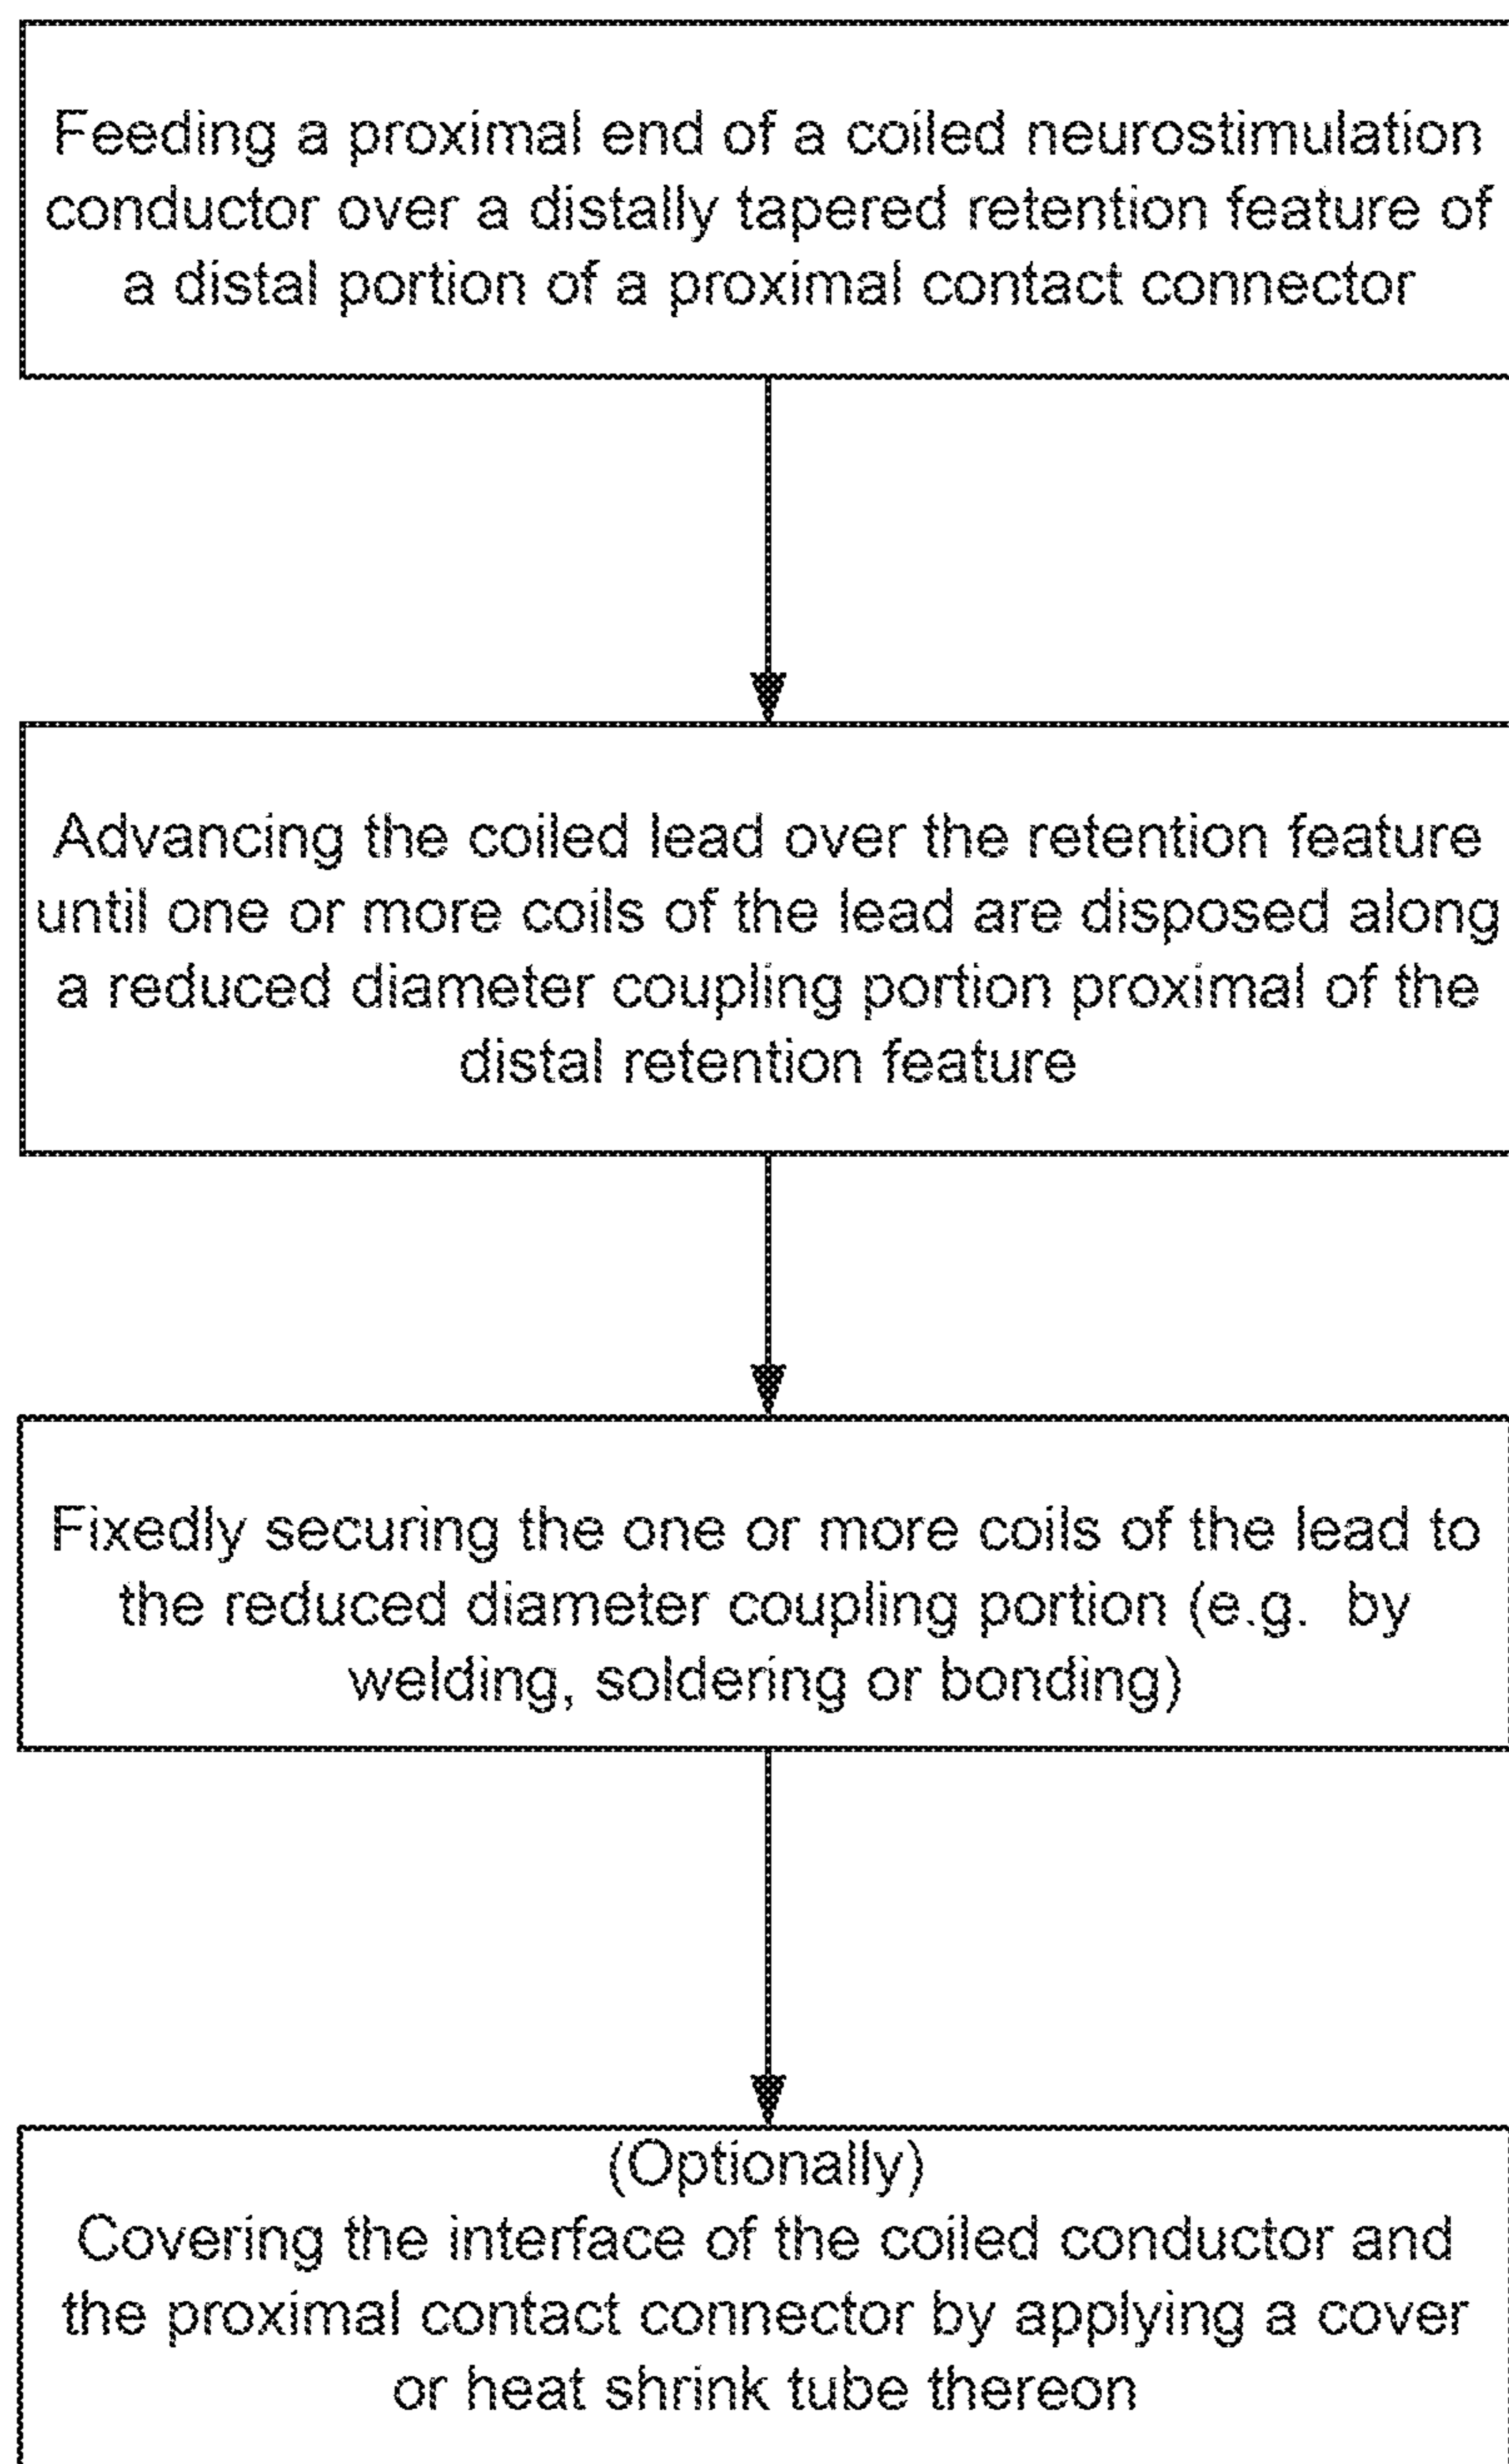 Feeding a proximal end of a coiled neurostimulation
conductor over a distally tapered retention feature of
a distal portion of a proximal contact connector
Advancing the coiled lead over the retention feature
until one or more coils of the lead are disposed along
a reduced diameter coupling portion proximal of the
distal retention feature
Fixedly securing the one or more coils of the lead to
the reduced diameter coupling portion (e.g. by
welding, soldering or bonding)
(Optionally)
Covering the interface of the coiled conductor and
the proximal contact connector by applying a cover
or heat shrink tube thereon